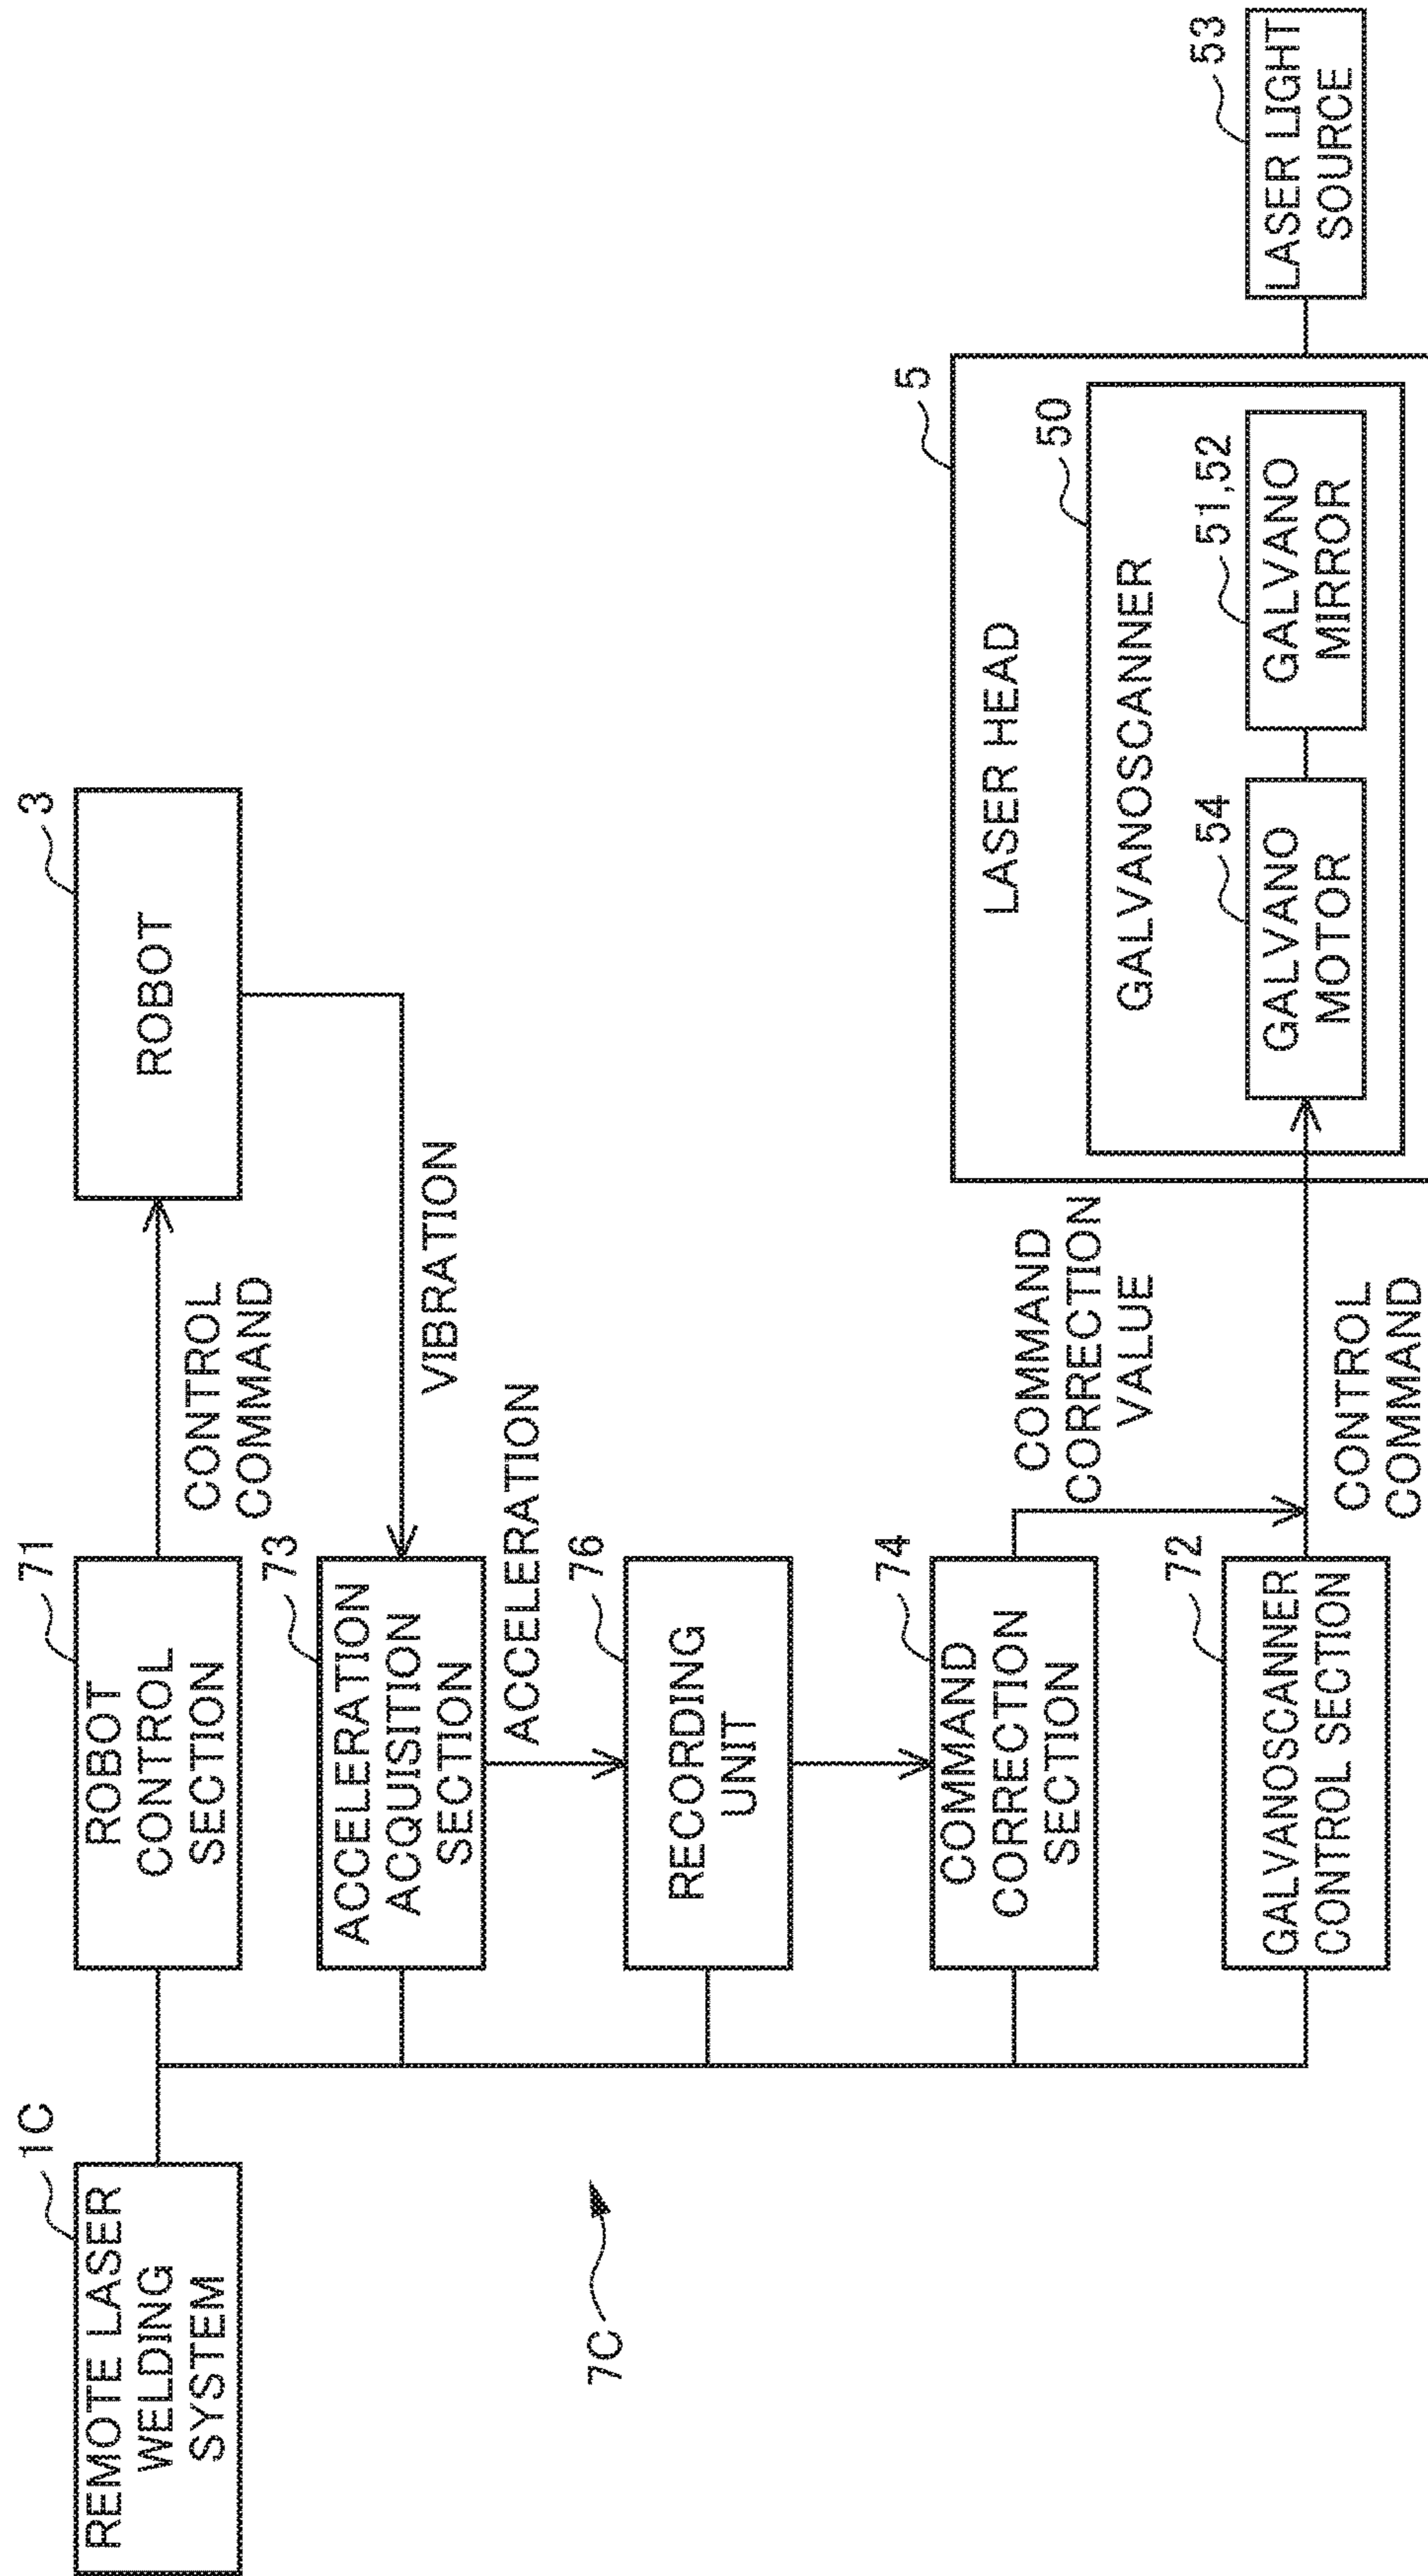 1C
REMOTE LASER
WELDING
SYSTEM
7C
71
ROBOT
CONTROL
SECTION
CONTROL
COMMAND
3
ROBOT
VIBRATION
73
ACCELERATION
ACQUISITION
SECTION
ACCELERATION
76
RECORDING
UNIT
74
COMMAND
CORRECTION
SECTION
COMMAND
CORRECTION
VALUE
72
GALVANOSCANNER
CONTROL SECTION
CONTROL
COMMAND
5
LASER HEAD
50
GALVANOSCANNER
54
GALVANO
MOTOR
51,52
GALVANO
MIRROR
53
LASER LIGHT
SOURCE